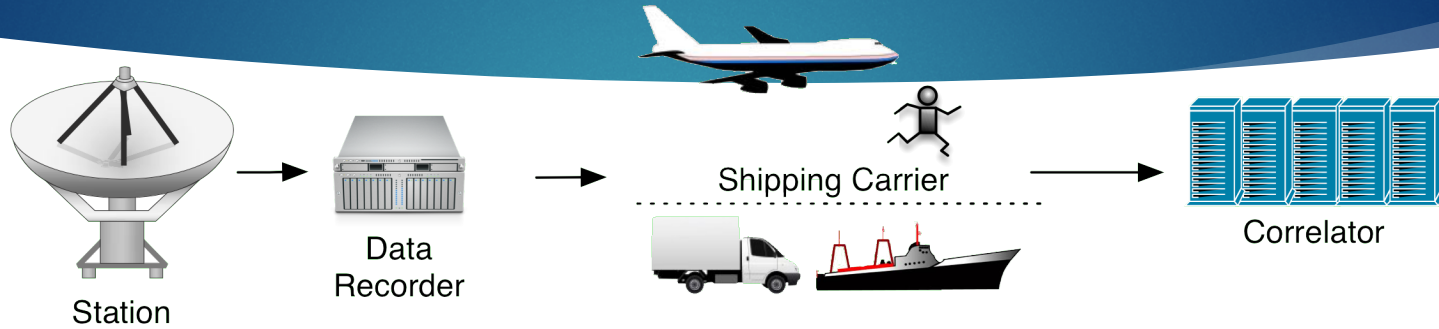 Station
Data
Recorder
Shipping Carrier
Correlator